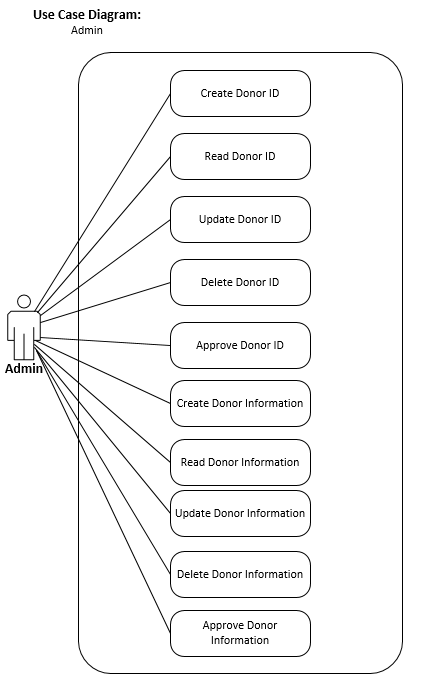 Use Case Diagram:
Admin
Create Donor ID
Read Donor ID
Update Donor ID
Delete Donor ID
Approve Donor ID
Admin
Create Donor Information
Read Donor Information
Update Donor Information
Delete Donor Information
Approve Donor
Information